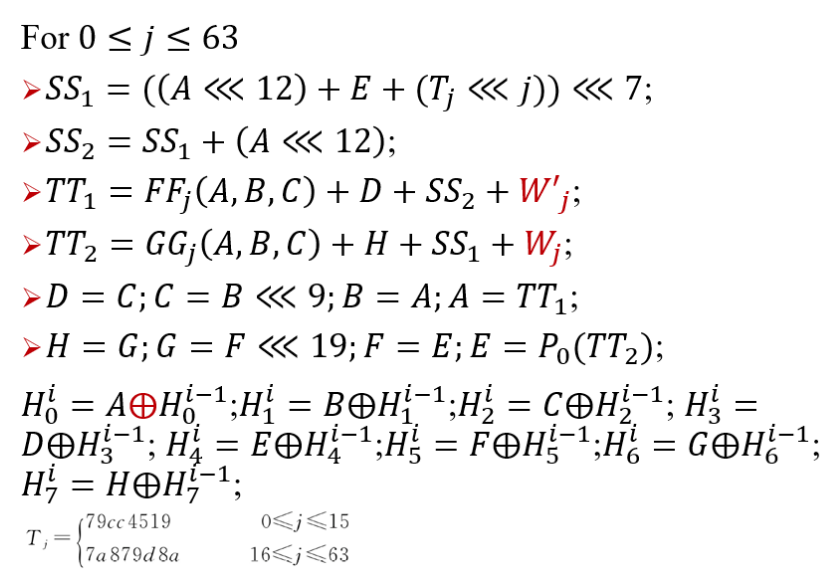 For 0 ≤ j ≤ 63
➢SS₁ = ((A ⋘ 12) + E + (Tⱼ ⋘ j)) ⋘ 7;
➢SS₂ = SS₁ + (A ⋘ 12);
➢TT₁ = FFⱼ(A, B, C) + D + SS₂ + W'ⱼ;
➢TT₂ = GGⱼ(A, B, C) + H + SS₁ + Wⱼ;
➢D = C; C = B ⋘ 9; B = A; A = TT₁;
➢H = G; G = F ⋘ 19; F = E; E = P₀(TT₂);
H₀ⁱ = A⊕H₀ⁱ⁻¹;H₁ⁱ = B⊕H₁ⁱ⁻¹;H₂ⁱ = C⊕H₂ⁱ⁻¹; H₃ⁱ =
D⊕H₃ⁱ⁻¹; H₄ⁱ = E⊕H₄ⁱ⁻¹;H₅ⁱ = F⊕H₅ⁱ⁻¹;H₆ⁱ = G⊕H₆ⁱ⁻¹;
H₇ⁱ = H⊕H₇ⁱ⁻¹;
Tⱼ = { 79cc4519 0⩽j⩽15
7a879d8a 16⩽j⩽63